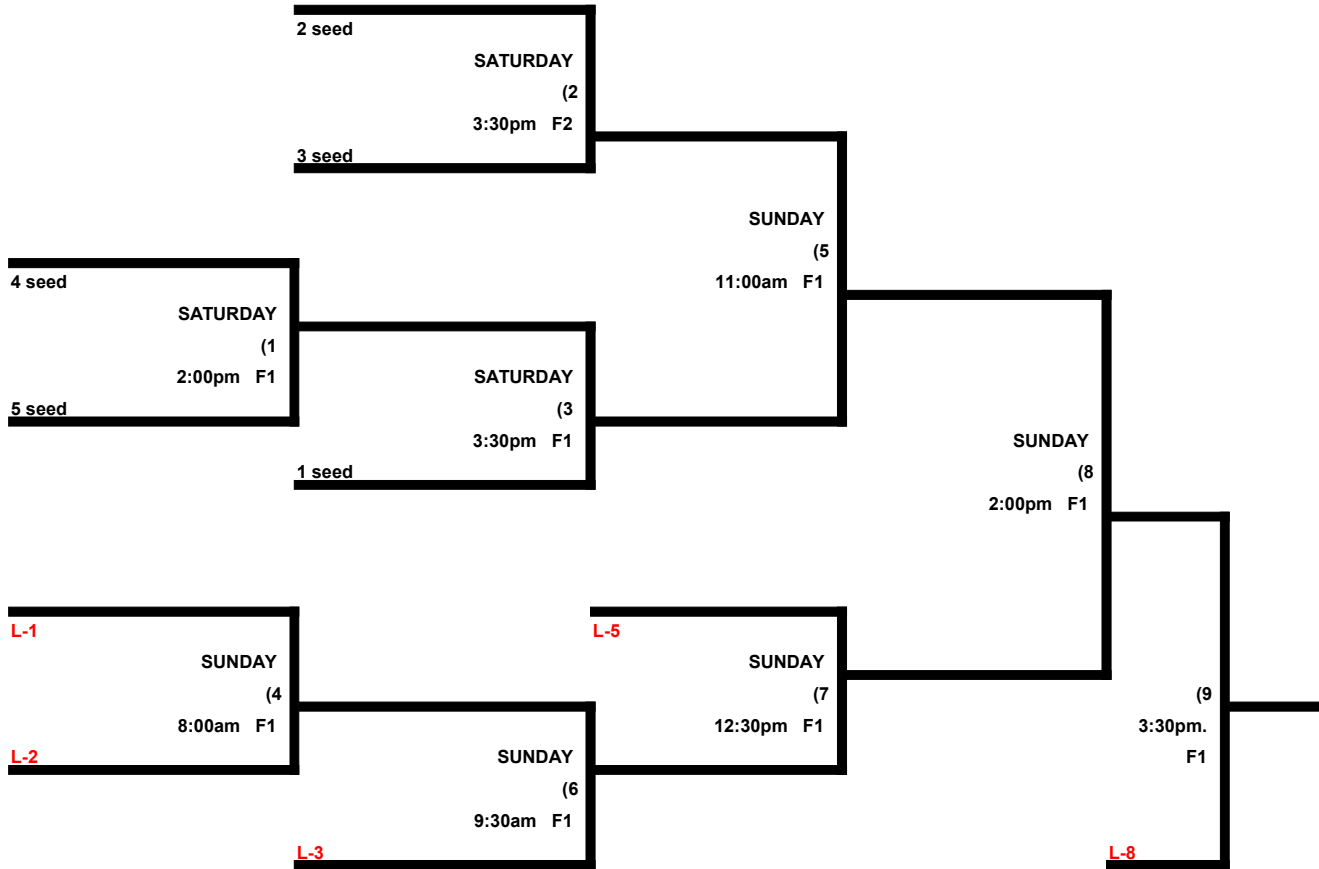 2 seed
SATURDAY
(2
3:30pm F2
3 seed
SUNDAY
(5
11:00am F1
4 seed
SATURDAY
(1
2:00pm F1
5 seed
SATURDAY
(3
3:30pm F1
1 seed
SUNDAY
(8
2:00pm F1
L-1
SUNDAY
(4
8:00am F1
L-2
L-5
SUNDAY
(7
12:30pm F1
SUNDAY
(6
9:30am F1
L-3
(9
3:30pm.
F1
L-8